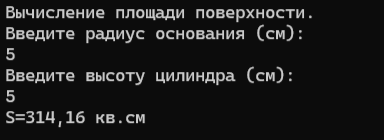 Вычисление площади поверхности.
Введите радиус основания (см):
5
Введите высоту цилиндра (см):
5
S=314,16 кв.см